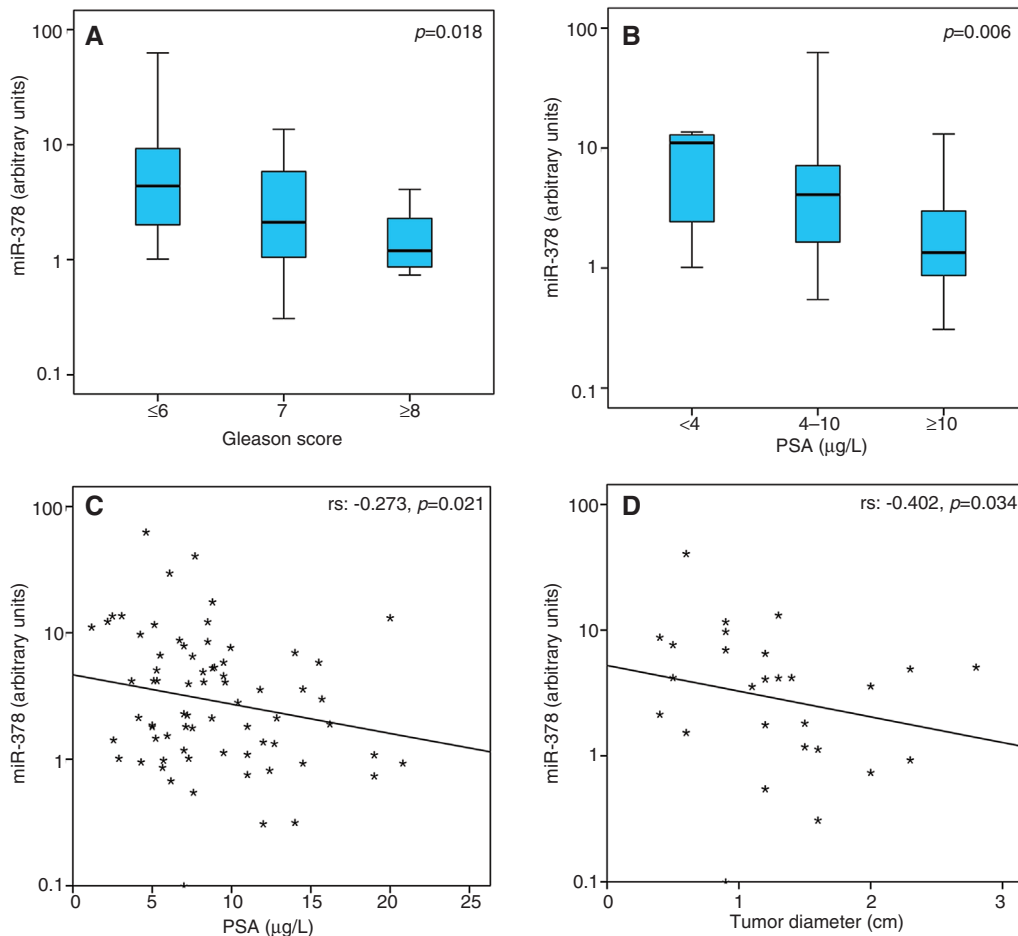 A
p=0.018
miR-378 (arbitrary units)
100
10
1
0.1
≤6 7 ≥8
Gleason score
B
p=0.006
miR-378 (arbitrary units)
100
10
1
0.1
<4 4–10 ≥10
PSA (μg/L)
C
rs: -0.273, p=0.021
miR-378 (arbitrary units)
100
10
1
0.1
0 5 10 15 20 25
PSA (μg/L)
D
rs: -0.402, p=0.034
miR-378 (arbitrary units)
100
10
1
0.1
0 1 2 3
Tumor diameter (cm)